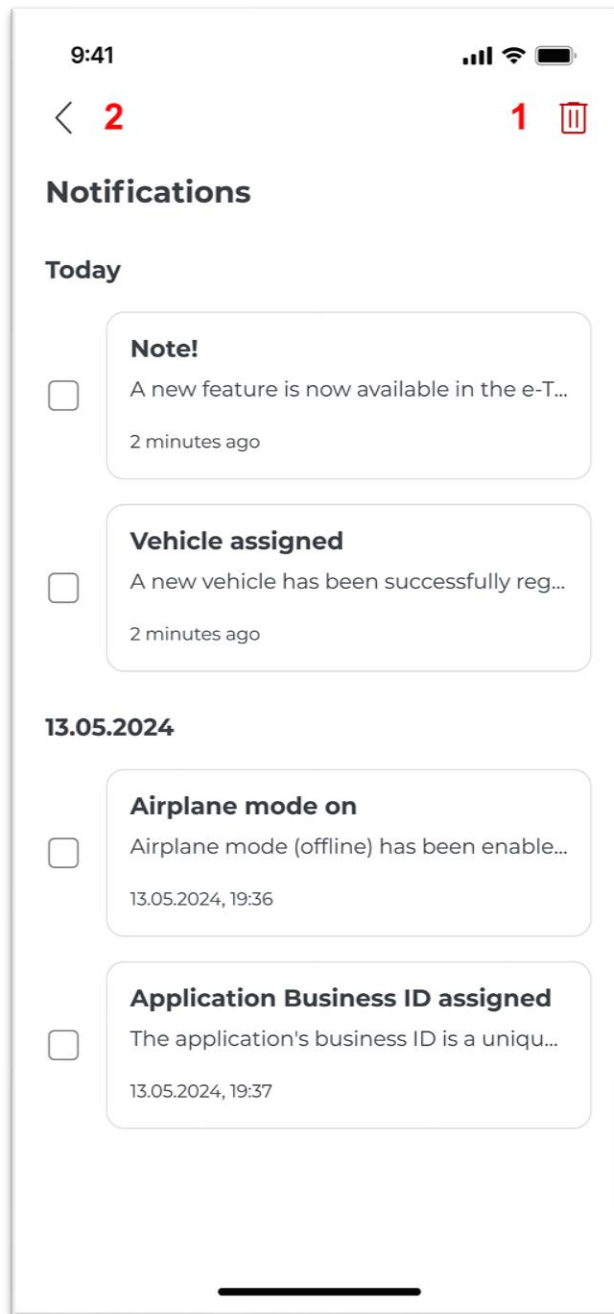 9:41
2
1
Notifications
Today
Note!
A new feature is now available in the e-T...
2 minutes ago
Vehicle assigned
A new vehicle has been successfully reg...
2 minutes ago
13.05.2024
Airplane mode on
Airplane mode (offline) has been enable...
13.05.2024, 19:36
Application Business ID assigned
The application's business ID is a uniqu...
13.05.2024, 19:37